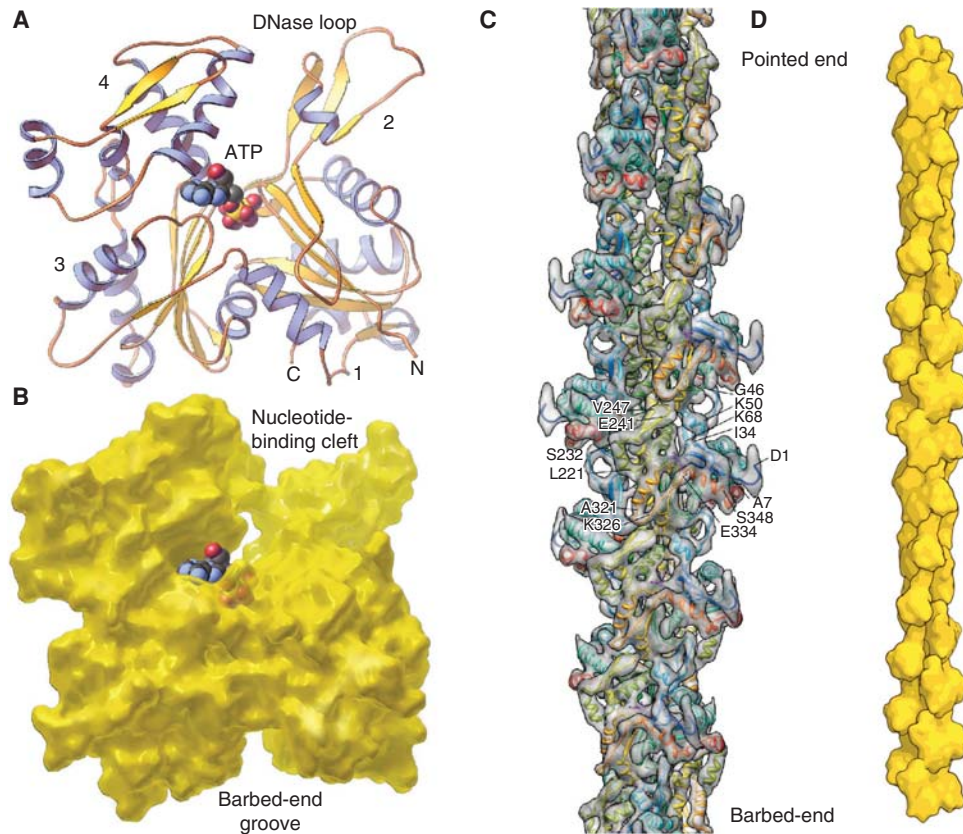 A
DNase loop
4
2
ATP
3
C
1
N
B
Nucleotide-
binding cleft
Barbed-end
groove
C
Pointed end
G46
V247
K50
E241
K68
I34
S232
D1
L221
A7
A321
S348
K326
E334
Barbed-end
D